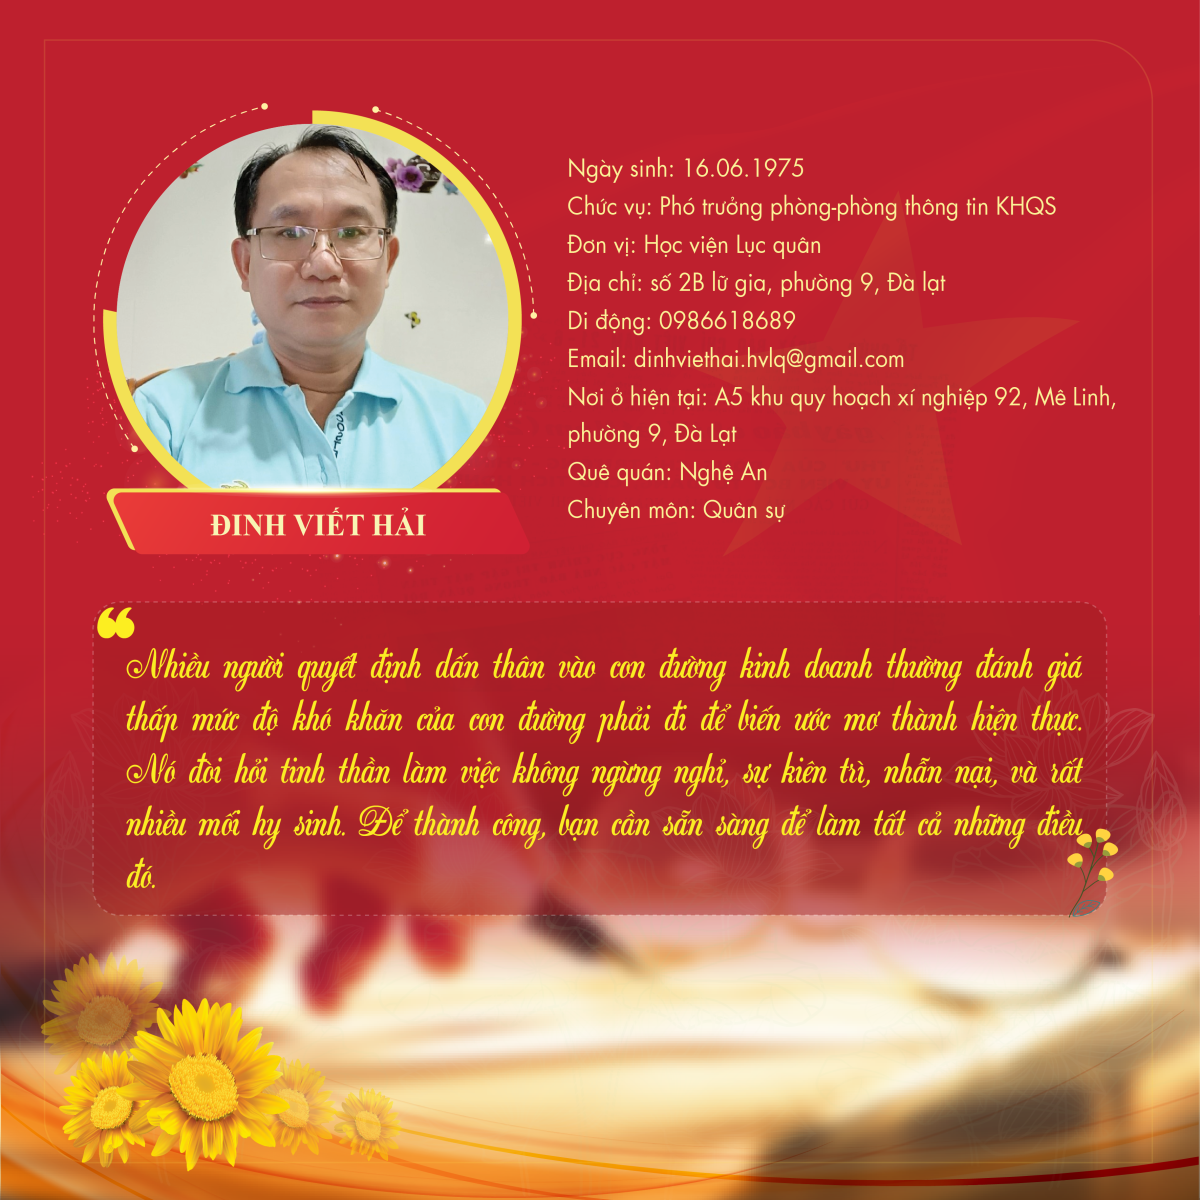 Ngày sinh: 16.06.1975
Chức vụ: Phó trưởng phòng-phòng thông tin KHQS
Đơn vị: Học viện Lục quân
Địa chỉ: số 2B lữ gia, phường 9, Đà lạt
Di động: 0986618689
Email: dinhviethai.hvlq@gmail.com
Nơi ở hiện tại: A5 khu quy hoạch xí nghiệp 92, Mê Linh,
phường 9, Đà Lạt
Quê quán: Nghệ An
Chuyên môn: Quân sự
ĐINH VIẾT HẢI
❝
Nhiều người quyết định dấn thân vào con đường kinh doanh thường đánh giá
thấp mức độ khó khăn của con đường phải đi để biến ước mơ thành hiện thực.
Nó đòi hỏi tinh thần làm việc không ngừng nghỉ, sự kiên trì, nhẫn nại, và rất
nhiều mối hy sinh. Để thành công, bạn cần sẵn sàng để làm tất cả những điều
đó.